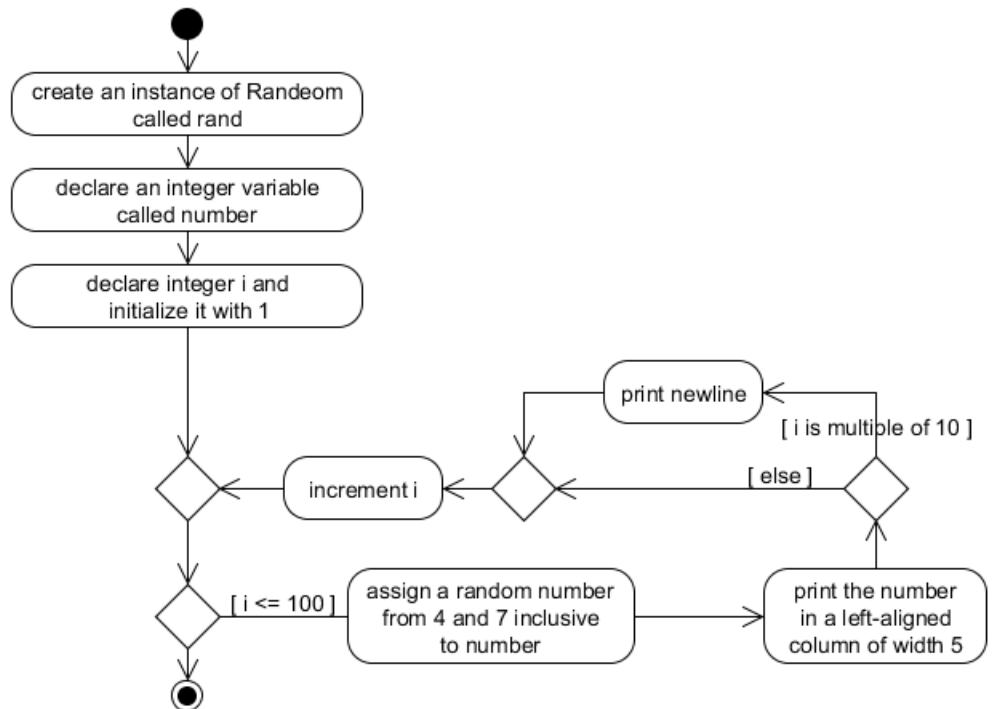 create an instance of Randeom
called rand
declare an integer variable
called number
declare integer i and
initialize it with 1
print newline
[ i is multiple of 10 ]
[ else ]
increment i
[ i <= 100 ]
assign a random number
from 4 and 7 inclusive
to number
print the number
in a left-aligned
column of width 5